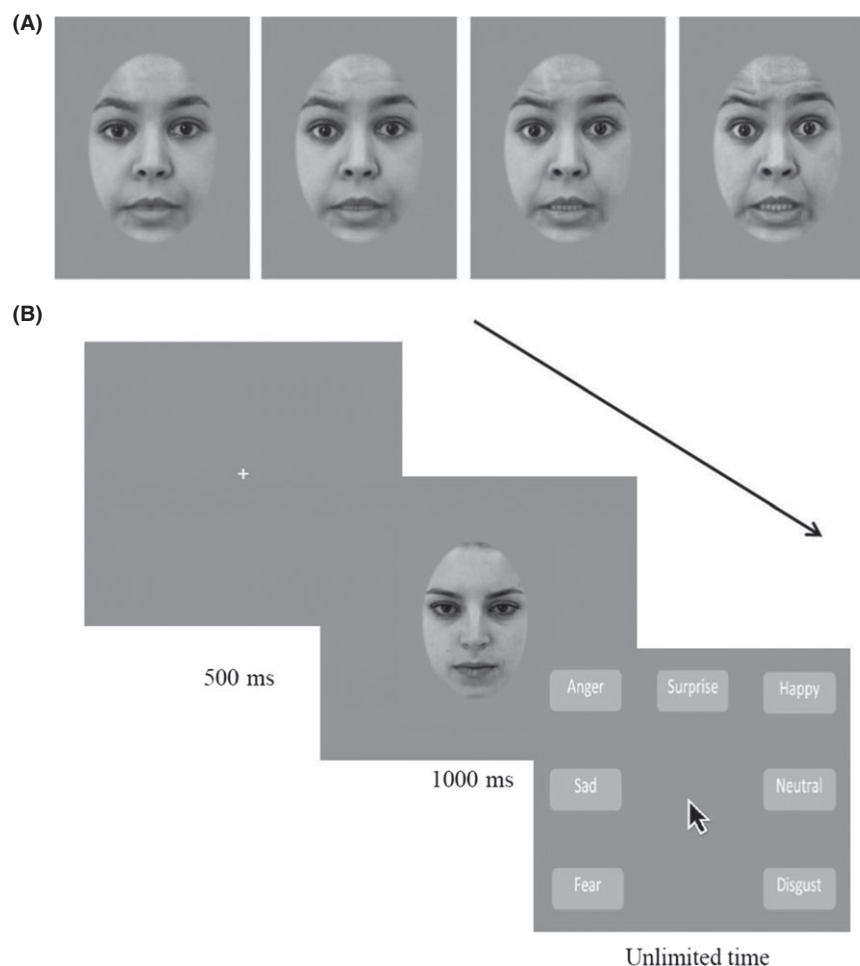 (A)
(B)
+
500 ms
1000 ms
Anger Surprise Happy
Sad Neutral
Fear Disgust
Unlimited time